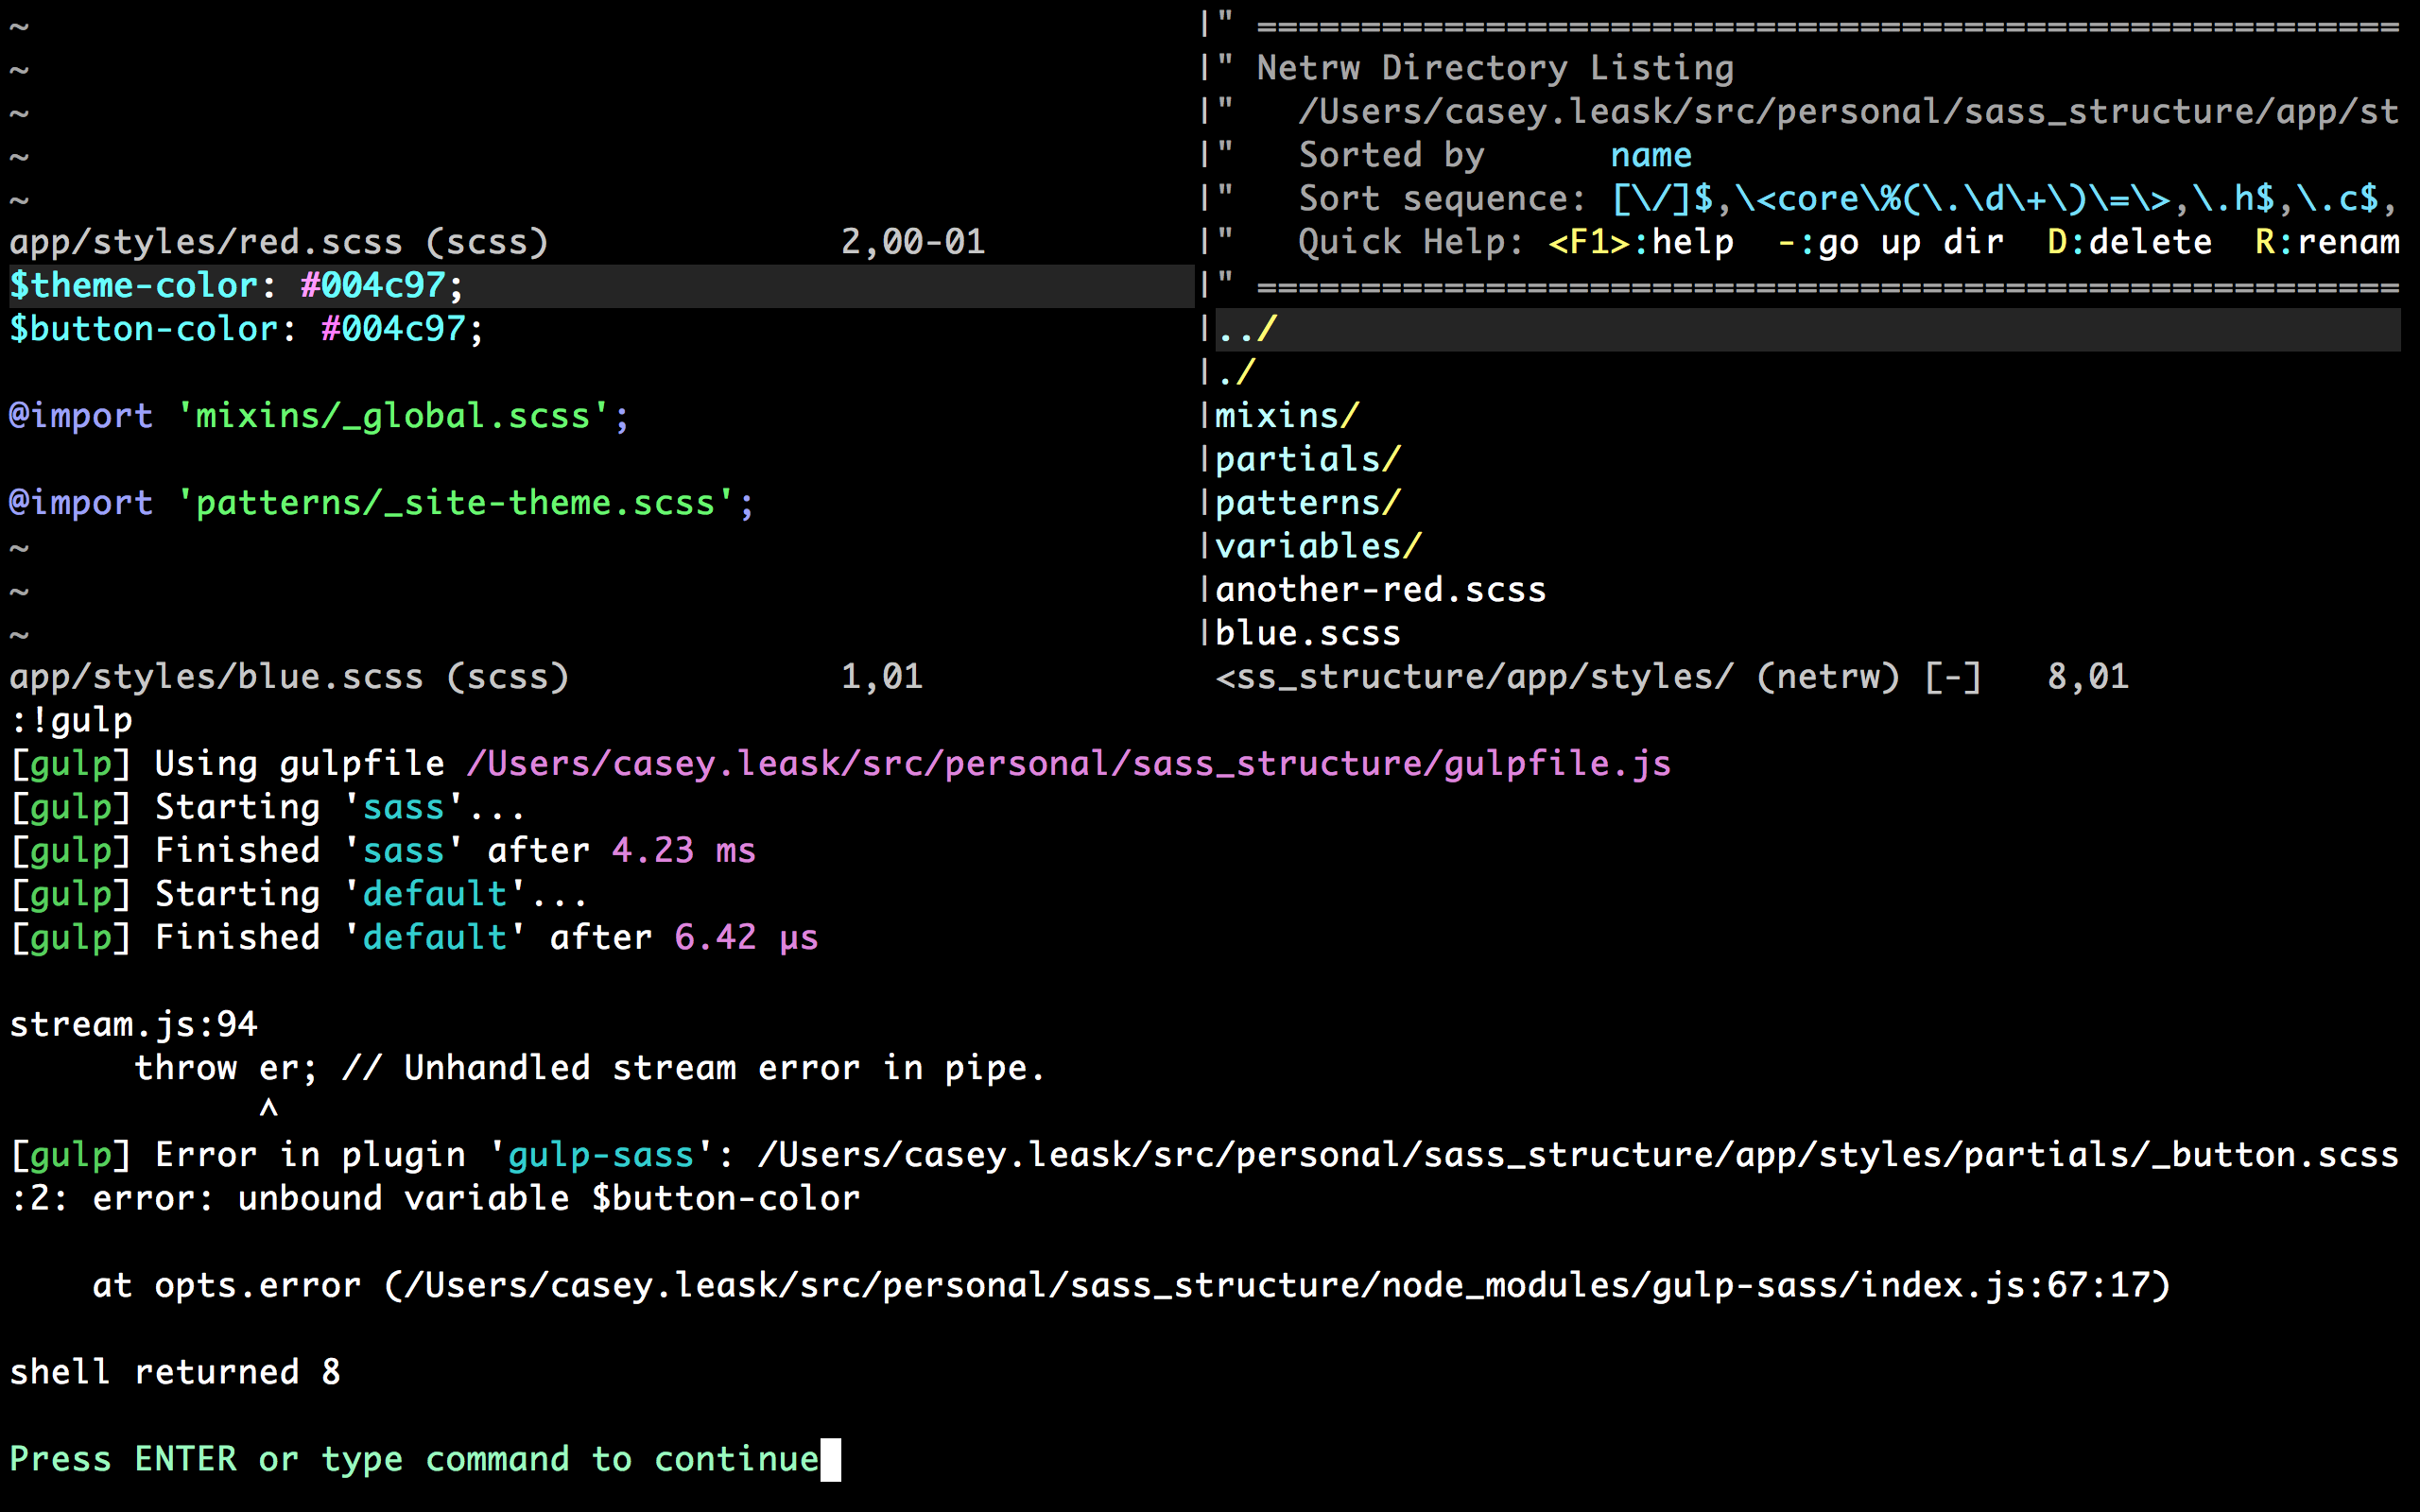 ~
~
~
~
~
app/styles/red.scss (scss)              2,00-01
$theme-color: #004c97;
$button-color: #004c97;
@import 'mixins/_global.scss';
@import 'patterns/_site-theme.scss';
~
~
~
app/styles/blue.scss (scss)             1,01
|" =======================================================
|" Netrw Directory Listing
|"   /Users/casey.leask/src/personal/sass_structure/app/st
|"   Sorted by      name
|"   Sort sequence: [\/]$,\<core\%(\.\d\+\)\=\>,\.h$,\.c$,
|"   Quick Help: <F1>:help  -:go up dir  D:delete  R:renam
|" =======================================================
|../
|./
|mixins/
|partials/
|patterns/
|variables/
|another-red.scss
|blue.scss
<ss_structure/app/styles/ (netrw) [-]   8,01
:!gulp
[gulp] Using gulpfile /Users/casey.leask/src/personal/sass_structure/gulpfile.js
[gulp] Starting 'sass'...
[gulp] Finished 'sass' after 4.23 ms
[gulp] Starting 'default'...
[gulp] Finished 'default' after 6.42 μs
stream.js:94
      throw er; // Unhandled stream error in pipe.
            ^
[gulp] Error in plugin 'gulp-sass': /Users/casey.leask/src/personal/sass_structure/app/styles/partials/_button.scss
:2: error: unbound variable $button-color
    at opts.error (/Users/casey.leask/src/personal/sass_structure/node_modules/gulp-sass/index.js:67:17)
shell returned 8
Press ENTER or type command to continue